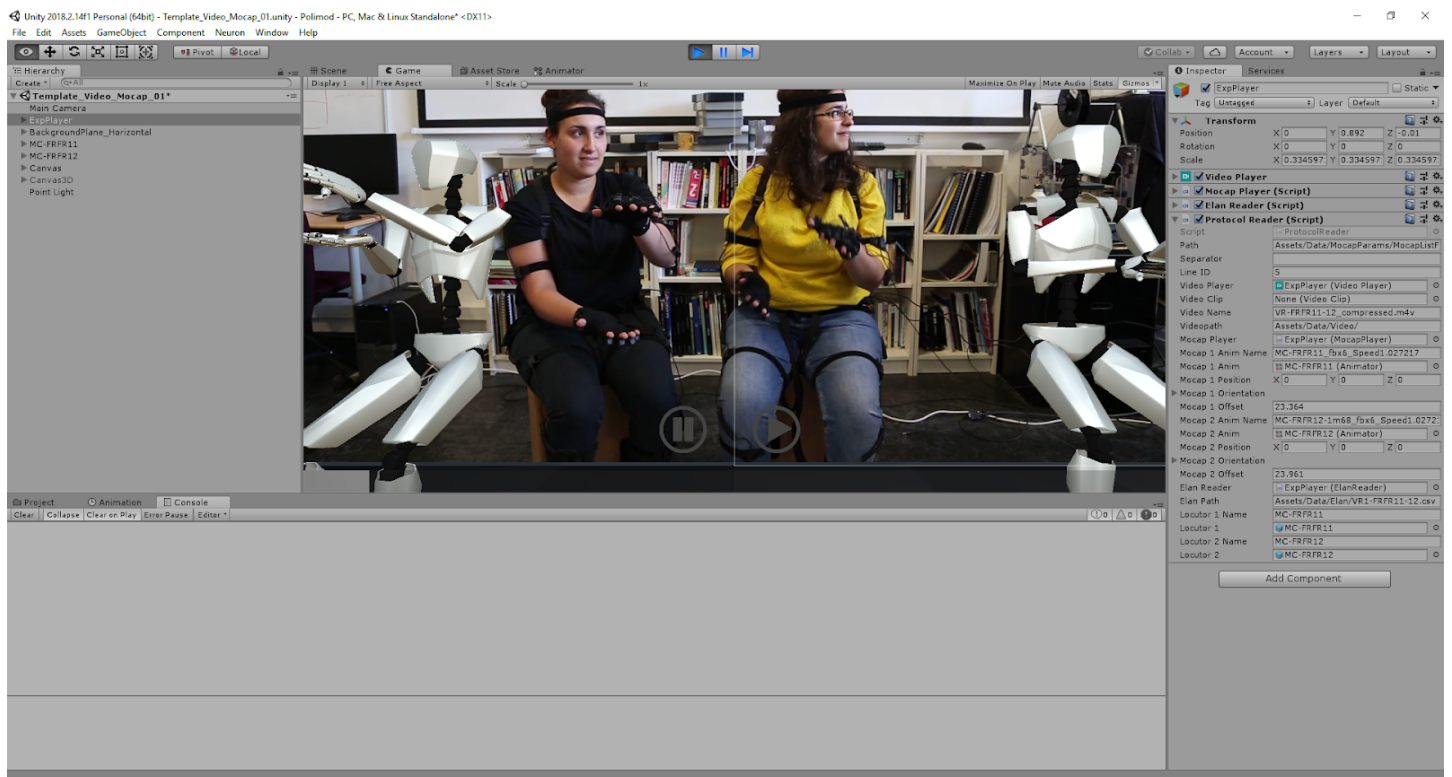 Unity 2018.2.14f1 Personal (64bit) - Template_Video_Mocap_01.unity - Polimod - PC, Mac & Linux Standalone* <DX11>
File Edit Assets GameObject Component Neuron Window Help
Pivot Local Collab Account Layers Layout
Hierarchy
Create All
Template_Video_Mocap_01*
Main Camera
ExpPlayer
BackgroundPlane_Horizontal
MC-FRFR11
MC-FRFR12
Canvas
Canvas3D
Point Light
Scene Game Asset Store Animator
Display 1 Free Aspect Scale 1x Maximize On Play Mute Audio Stats Gizmos
Inspector Services
ExpPlayer Static
Tag Untagged Layer Default
Transform
Position X 0 Y 0.892 Z -0.01
Rotation X 0 Y 0 Z 0
Scale X 0.334597 Y 0.334597 Z 0.334597
Video Player
Mocap Player (Script)
Elan Reader (Script)
Protocol Reader (Script)
Script ProtocolReader
Path Assets/Data/MocapParams/MocapListF
Separator
Line ID 5
Video Player ExpPlayer (Video Player)
Video Clip None (Video Clip)
Video Name VR-FRFR11-12_compressed.m4v
Videopath Assets/Data/Video/
Mocap Player ExpPlayer (MocapPlayer)
Mocap 1 Anim Name MC-FRFR11_fbx6_Speed1.027217
Mocap 1 Anim MC-FRFR11 (Animator)
Mocap 1 Position X 0 Y 0 Z 0
Mocap 1 Orientation
Mocap 1 Offset 23.364
Mocap 2 Anim Name MC-FRFR12-1m68_fbx6_Speed1.0272
Mocap 2 Anim MC-FRFR12 (Animator)
Mocap 2 Position X 0 Y 0 Z 0
Mocap 2 Orientation
Mocap 2 Offset 23.961
Elan Reader ExpPlayer (ElanReader)
Elan Path Assets/Data/Elan/VR1-FRFR11-12.csv
Locutor 1 Name MC-FRFR11
Locutor 1 MC-FRFR11
Locutor 2 Name MC-FRFR12
Locutor 2 MC-FRFR12
Add Component
Project Animation Console
Clear Collapse Clear on Play Error Pause Editor 0 0 0